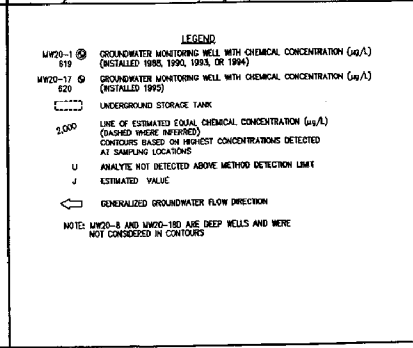 LEGEND
MW20-1 GROUNDWATER MONITORING WELL WITH CHEMICAL CONCENTRATION (µg/L)
619 (INSTALLED 1988, 1990, 1993, OR 1994)
MW20-17 GROUNDWATER MONITORING WELL WITH CHEMICAL CONCENTRATION (µg/L)
620 (INSTALLED 1995)
UNDERGROUND STORAGE TANK
2,000 LINE OF ESTIMATED EQUAL CHEMICAL CONCENTRATION (µg/L)
(DASHED WHERE INFERRED)
CONTOURS BASED ON HIGHEST CONCENTRATIONS DETECTED
AT SAMPLING LOCATIONS
U ANALYTE NOT DETECTED ABOVE METHOD DETECTION LIMIT
J ESTIMATED VALUE
GENERALIZED GROUNDWATER FLOW DIRECTION
NOTE: MW20-8 AND MW20-18D ARE DEEP WELLS AND WERE
NOT CONSIDERED IN CONTOURS